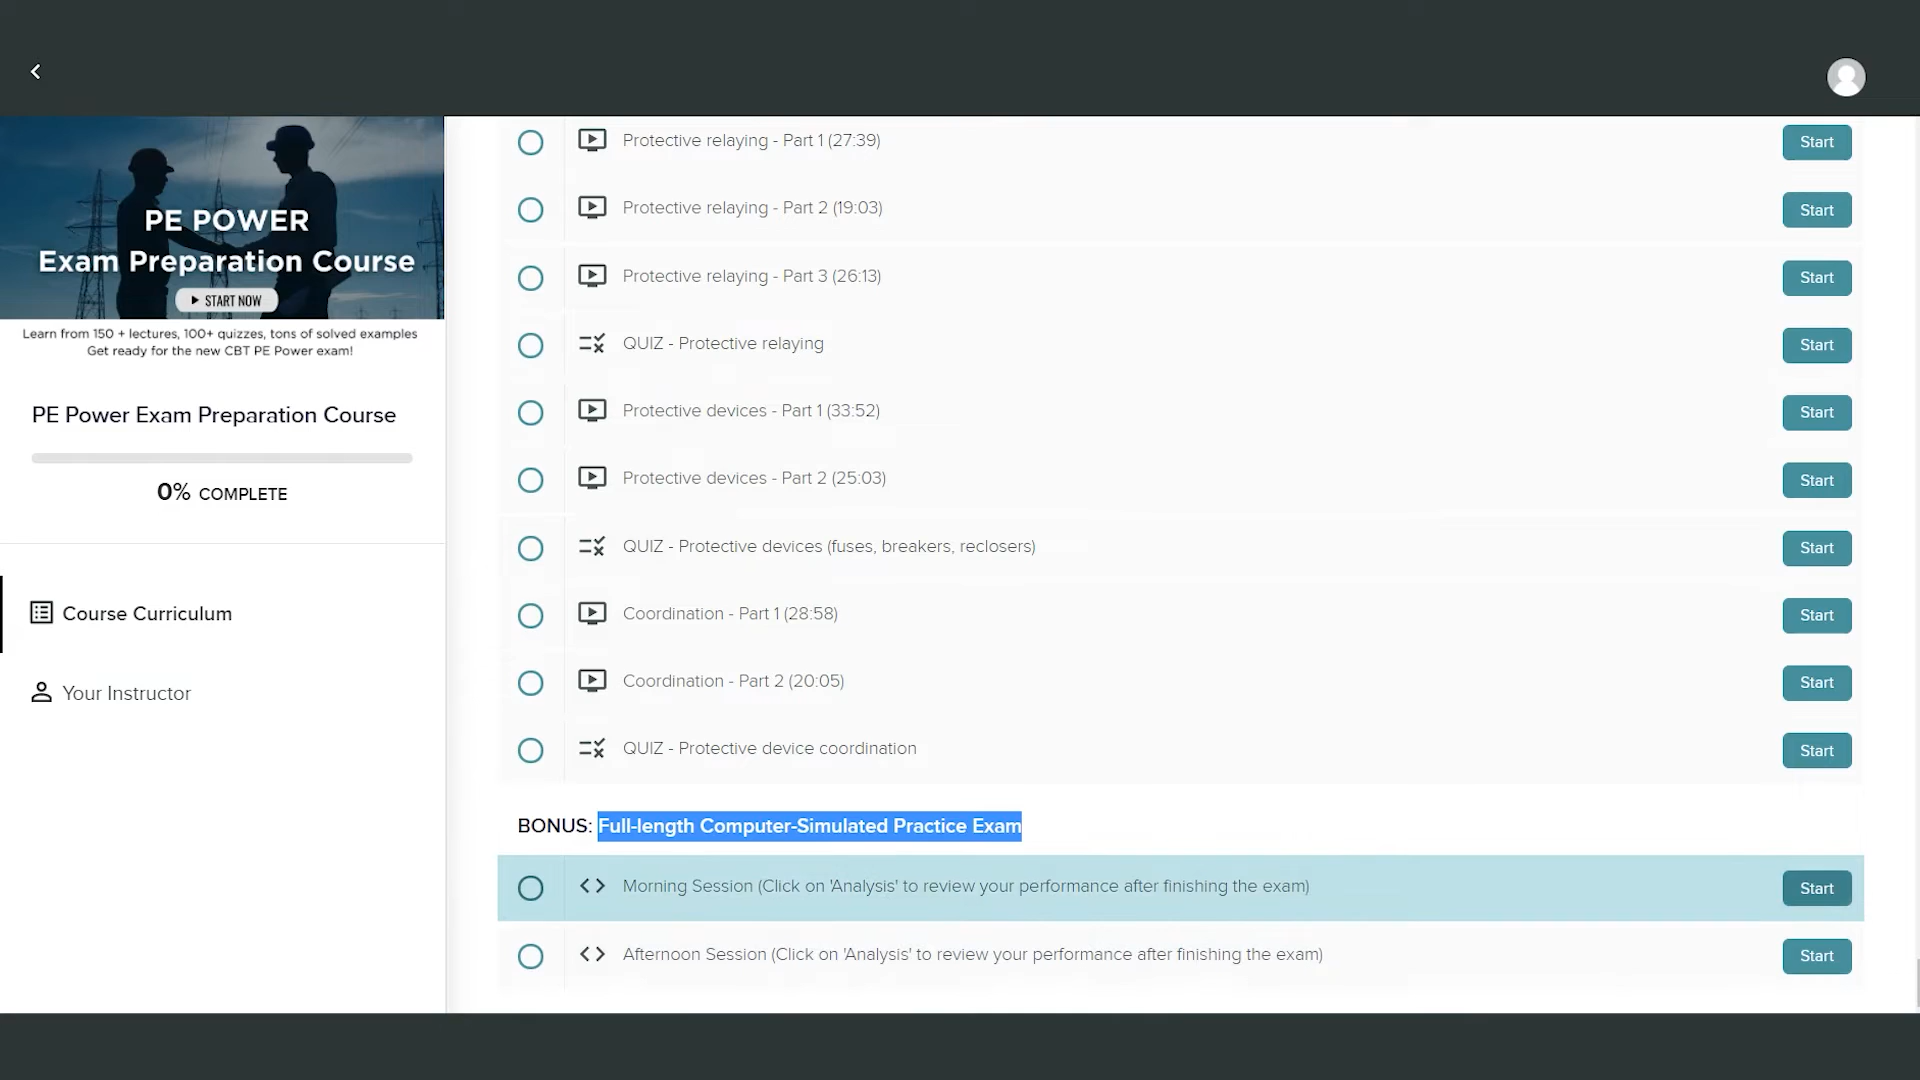 PE POWER
Exam Preparation Course
START NOW
Learn from 150 + lectures, 100+ quizzes, tons of solved examples
Get ready for the new CBT PE Power exam!
PE Power Exam Preparation Course
0% COMPLETE
Course Curriculum
Your Instructor
Protective relaying - Part 1 (27:39)
Start
Protective relaying - Part 2 (19:03)
Start
Protective relaying - Part 3 (26:13)
Start
QUIZ - Protective relaying
Start
Protective devices - Part 1 (33:52)
Start
Protective devices - Part 2 (25:03)
Start
QUIZ - Protective devices (fuses, breakers, reclosers)
Start
Coordination - Part 1 (28:58)
Start
Coordination - Part 2 (20:05)
Start
QUIZ - Protective device coordination
Start
BONUS: Full-length Computer-Simulated Practice Exam
Morning Session (Click on 'Analysis' to review your performance after finishing the exam)
Start
Afternoon Session (Click on 'Analysis' to review your performance after finishing the exam)
Start